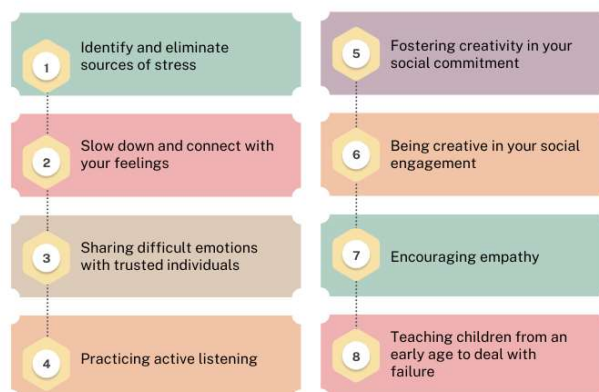 1
Identify and eliminate
sources of stress
2
Slow down and connect with
your feelings
3
Sharing difficult emotions
with trusted individuals
4
Practicing active listening
5
Fostering creativity in your
social commitment
6
Being creative in your social
engagement
7
Encouraging empathy
8
Teaching children from an
early age to deal with
failure